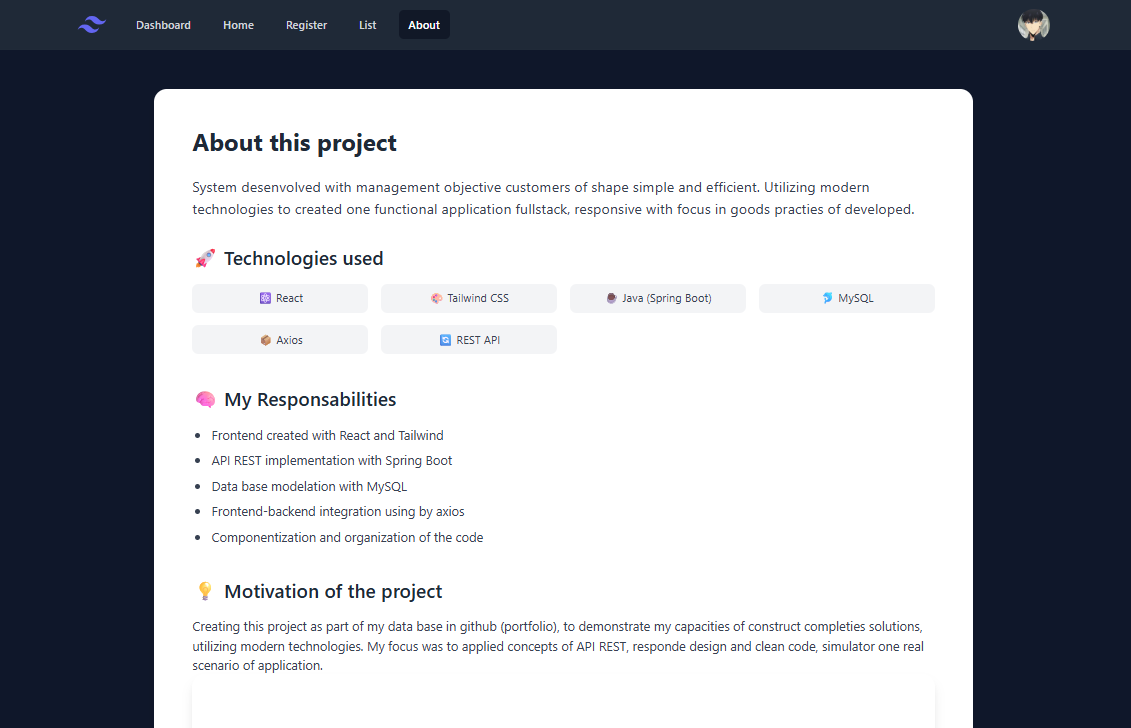 Dashboard Home Register List About
About this project
System desenvolved with management objective customers of shape simple and efficient. Utilizing modern
technologies to created one functional application fullstack, responsive with focus in goods practies of developed.
🚀 Technologies used
⚛️ React 🎨 Tailwind CSS Java (Spring Boot) MySQL
📦 Axios 🔄 REST API
🧠 My Responsabilities
• Frontend created with React and Tailwind
• API REST implementation with Spring Boot
• Data base modelation with MySQL
• Frontend-backend integration using by axios
• Componentization and organization of the code
💡 Motivation of the project
Creating this project as part of my data base in github (portfolio), to demonstrate my capacities of construct completies solutions,
utilizing modern technologies. My focus was to applied concepts of API REST, responde design and clean code, simulator one real
scenario of application.